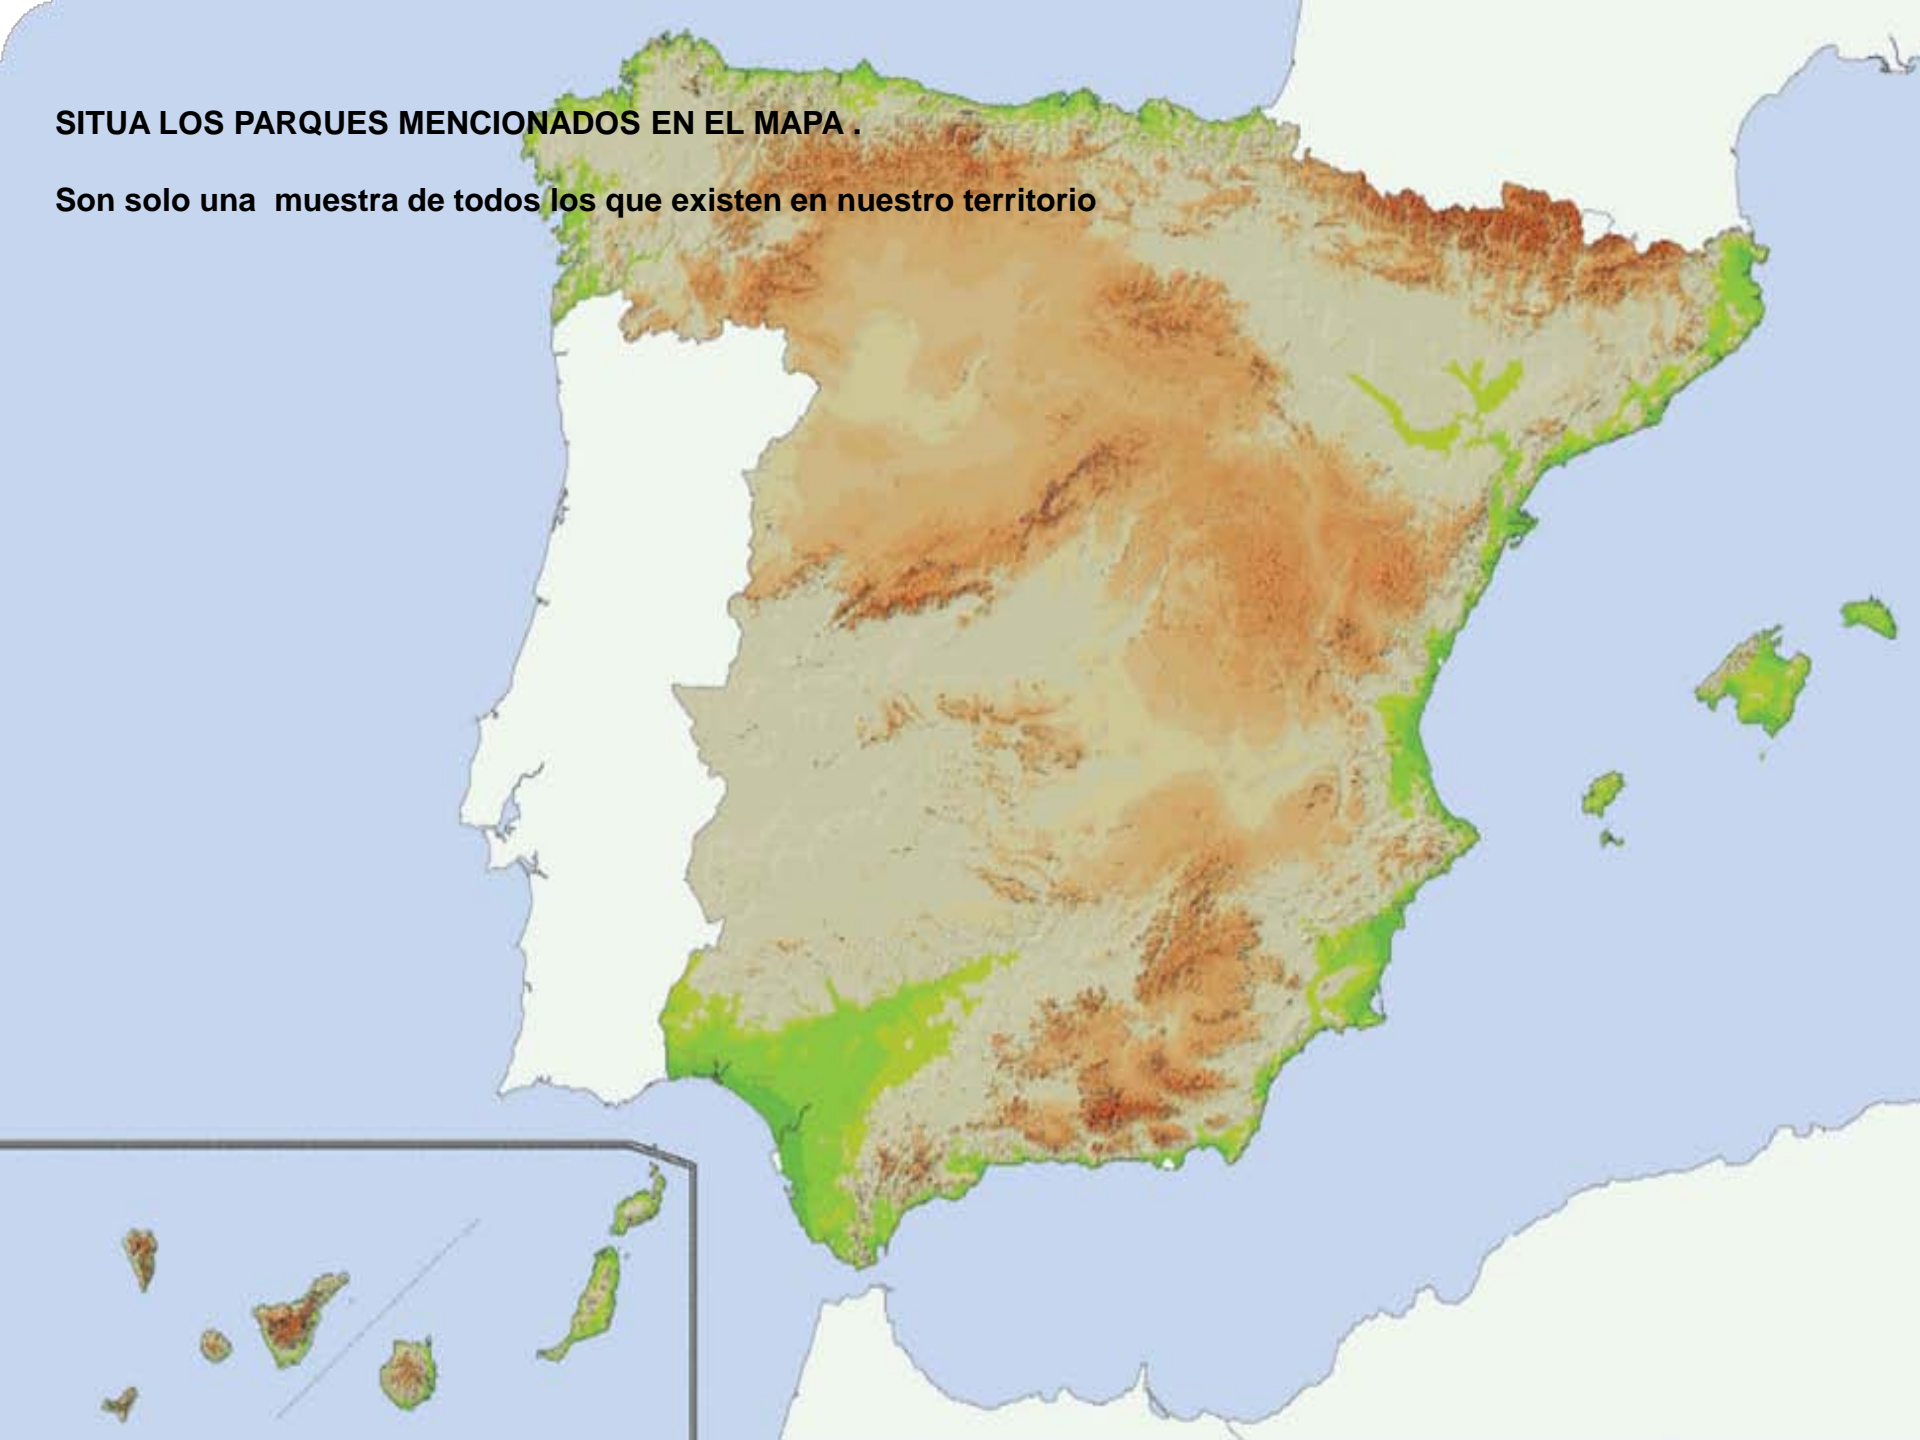 SITUA LOS PARQUES MENCIONADOS EN EL MAPA .
Son solo una  muestra de todos los que existen en nuestro territorio